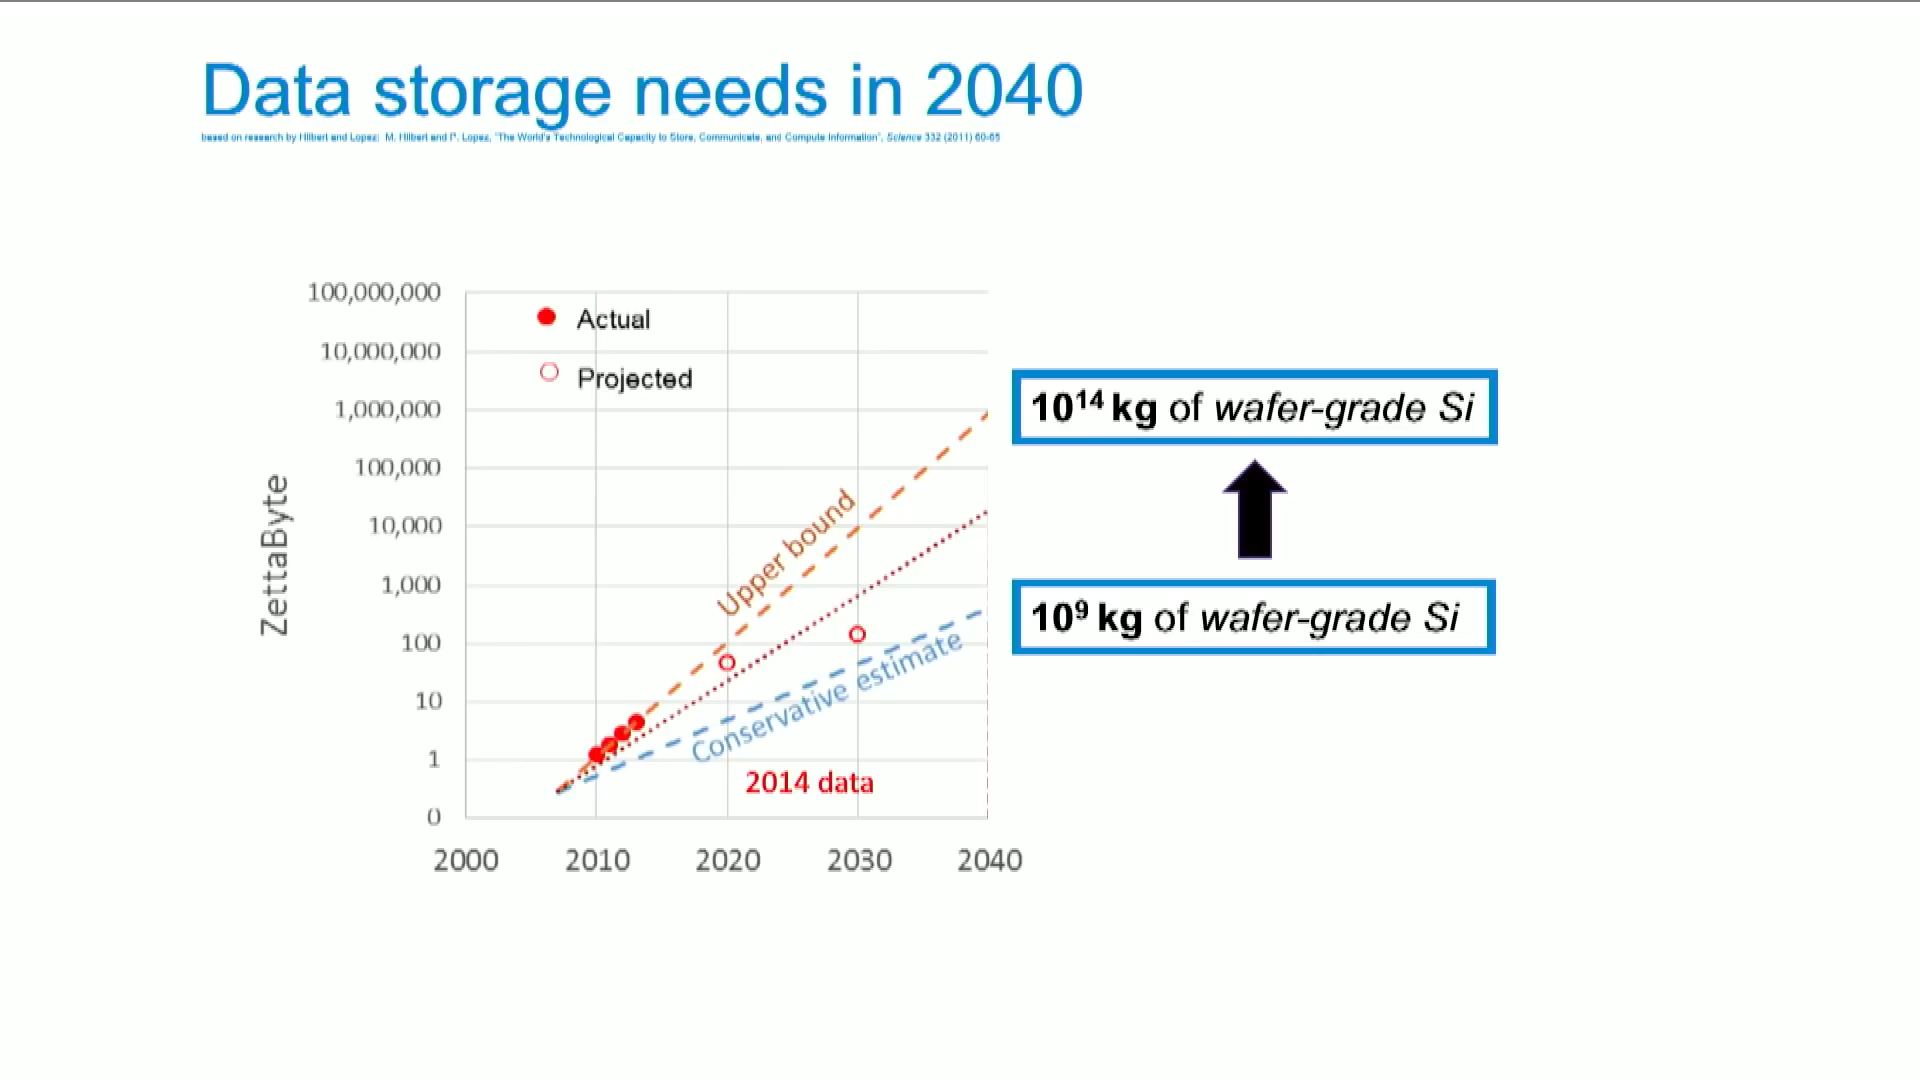 Data storage needs in 2040
based on research by Hilbert and Lopez: M. Hilbert and P. Lopez, "The World's Technological Capacity to Store, Communicate, and Compute Information", Science 332 (2011) 60-65
100,000,000
10,000,000
1,000,000
100,000
10,000
1,000
100
10
1
0
ZettaByte
2000 2010 2020 2030 2040
Actual
Projected
Upper bound
Conservative estimate
2014 data
10¹⁴ kg of wafer-grade Si
10⁹ kg of wafer-grade Si